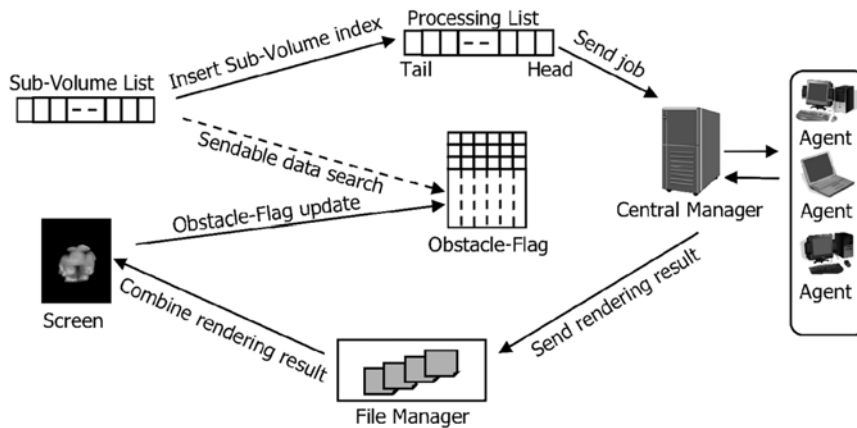 Processing List
Insert Sub-Volume index
Tail
Head
Send job
Sub-Volume List
Sendable data search
Agent
Agent
Agent
Central Manager
Obstacle-Flag update
Obstacle-Flag
Screen
Combine rendering result
Send rendering result
File Manager